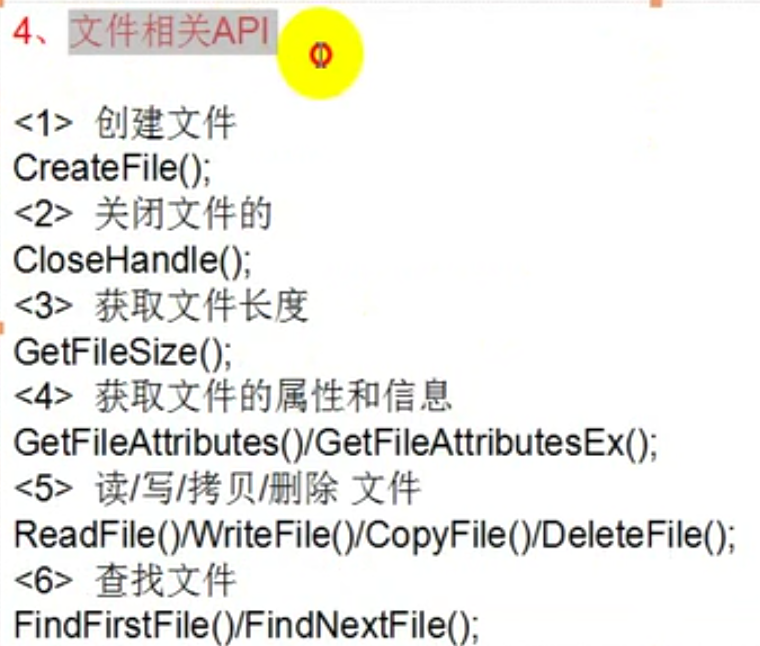 4、文件相关API
<1> 创建文件
CreateFile();
<2> 关闭文件的
CloseHandle();
<3> 获取文件长度
GetFileSize();
<4> 获取文件的属性和信息
GetFileAttributes()/GetFileAttributesEx();
<5> 读/写/拷贝/删除 文件
ReadFile()/WriteFile()/CopyFile()/DeleteFile();
<6> 查找文件
FindFirstFile()/FindNextFile();